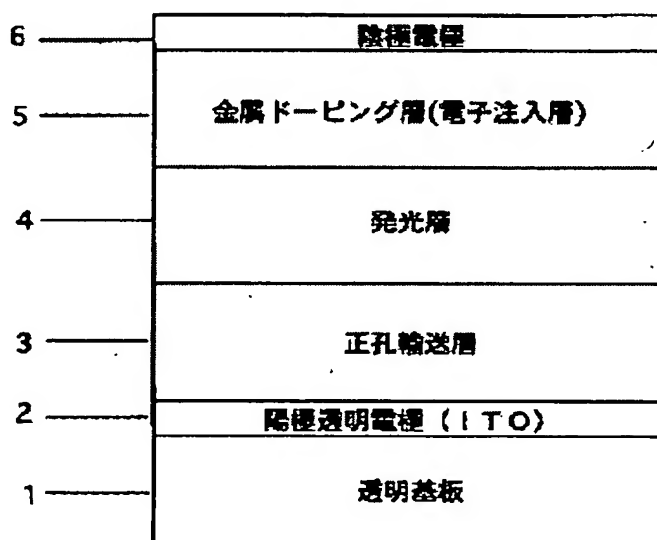 6 陰極電極
5 金属ドーピング層(電子注入層)
4 発光層
3 正孔輸送層
2 陽極透明電極(ITO)
1 透明基板